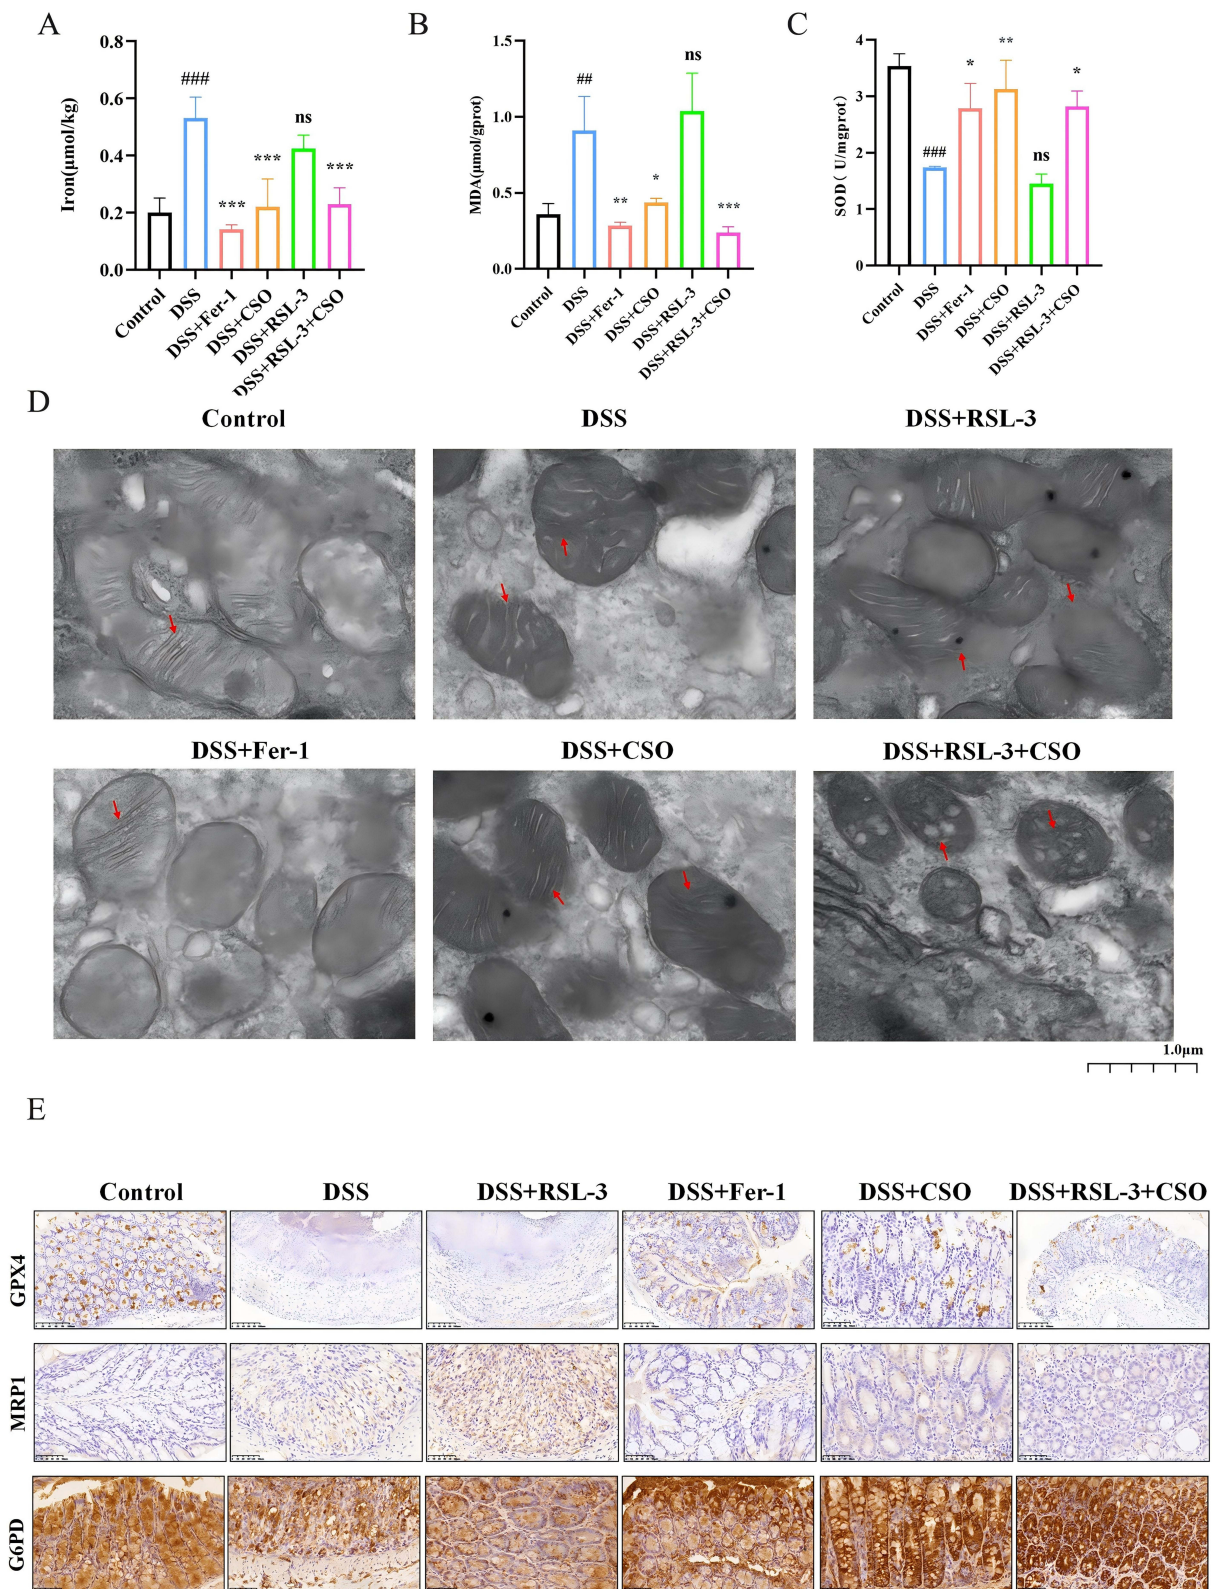 A
Iron(μmol/kg)
0.8
0.6
0.4
0.2
0.0
###
***
***
ns
***
Control
DSS
DSS+Fer-1
DSS+CSO
DSS+RSL-3
DSS+RSL-3+CSO
B
MDA(μmol/gprot)
1.5
1.0
0.5
0.0
##
**
*
ns
***
Control
DSS
DSS+Fer-1
DSS+CSO
DSS+RSL-3
DSS+RSL-3+CSO
C
SOD( U/mgprot)
4
3
2
1
0
###
*
**
ns
*
Control
DSS
DSS+Fer-1
DSS+CSO
DSS+RSL-3
DSS+RSL-3+CSO
D
Control
DSS
DSS+RSL-3
DSS+Fer-1
DSS+CSO
DSS+RSL-3+CSO
1.0μm
E
Control
DSS
DSS+RSL-3
DSS+Fer-1
DSS+CSO
DSS+RSL-3+CSO
GPX4
MRP1
G6PD